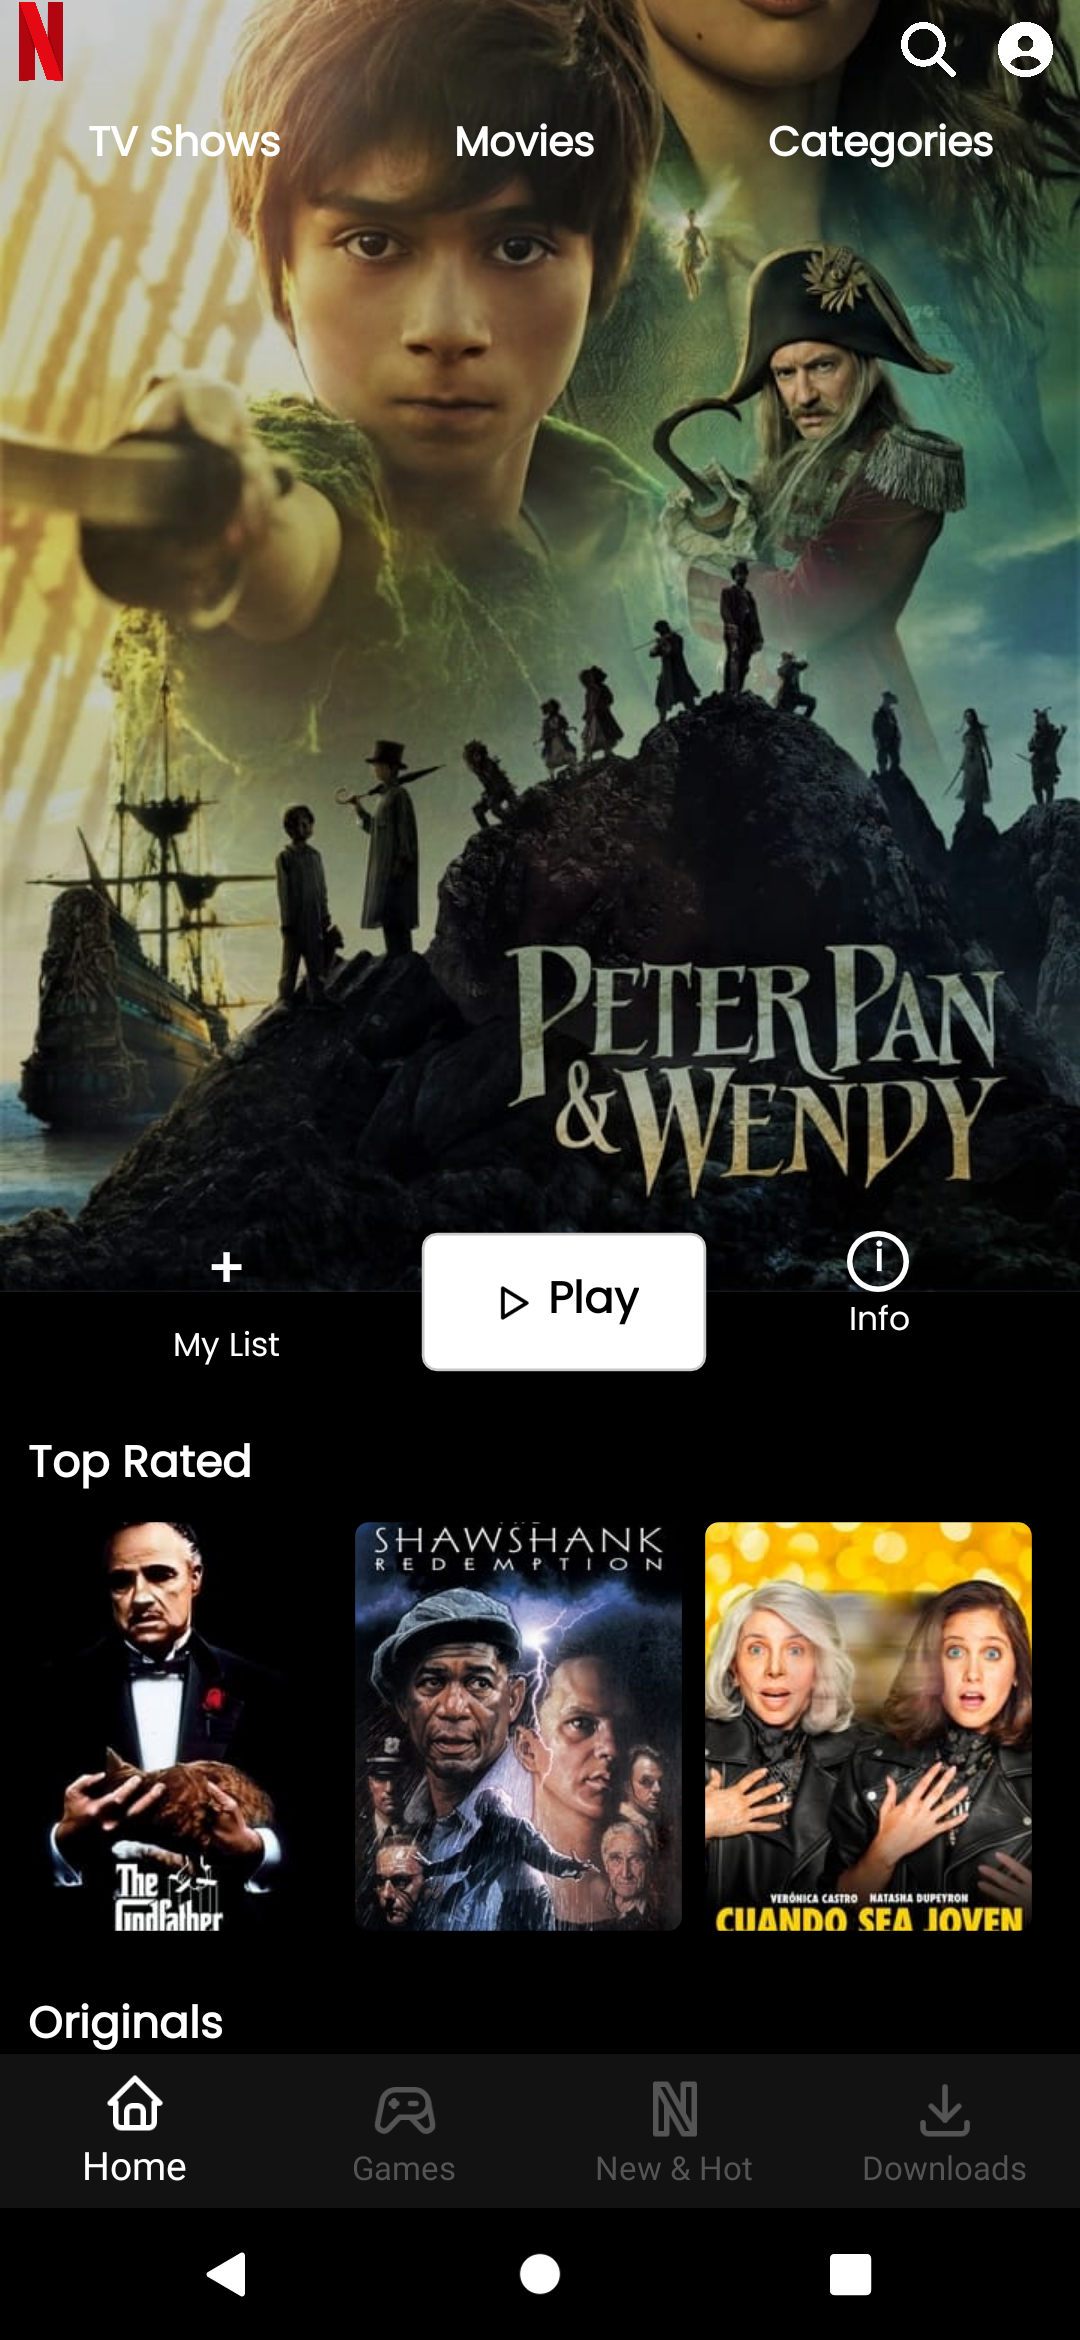 N
TV Shows
Movies
Categories
PETER PAN
& WENDY
+
My List
Play
i
Info
Top Rated
The
Godfather
SHAWSHANK
REDEMPTION
VERÓNICA CASTRO NATASHA DUPEYRON
CUANDO SEA JOVEN
Originals
Home
Games
N
New & Hot
Downloads